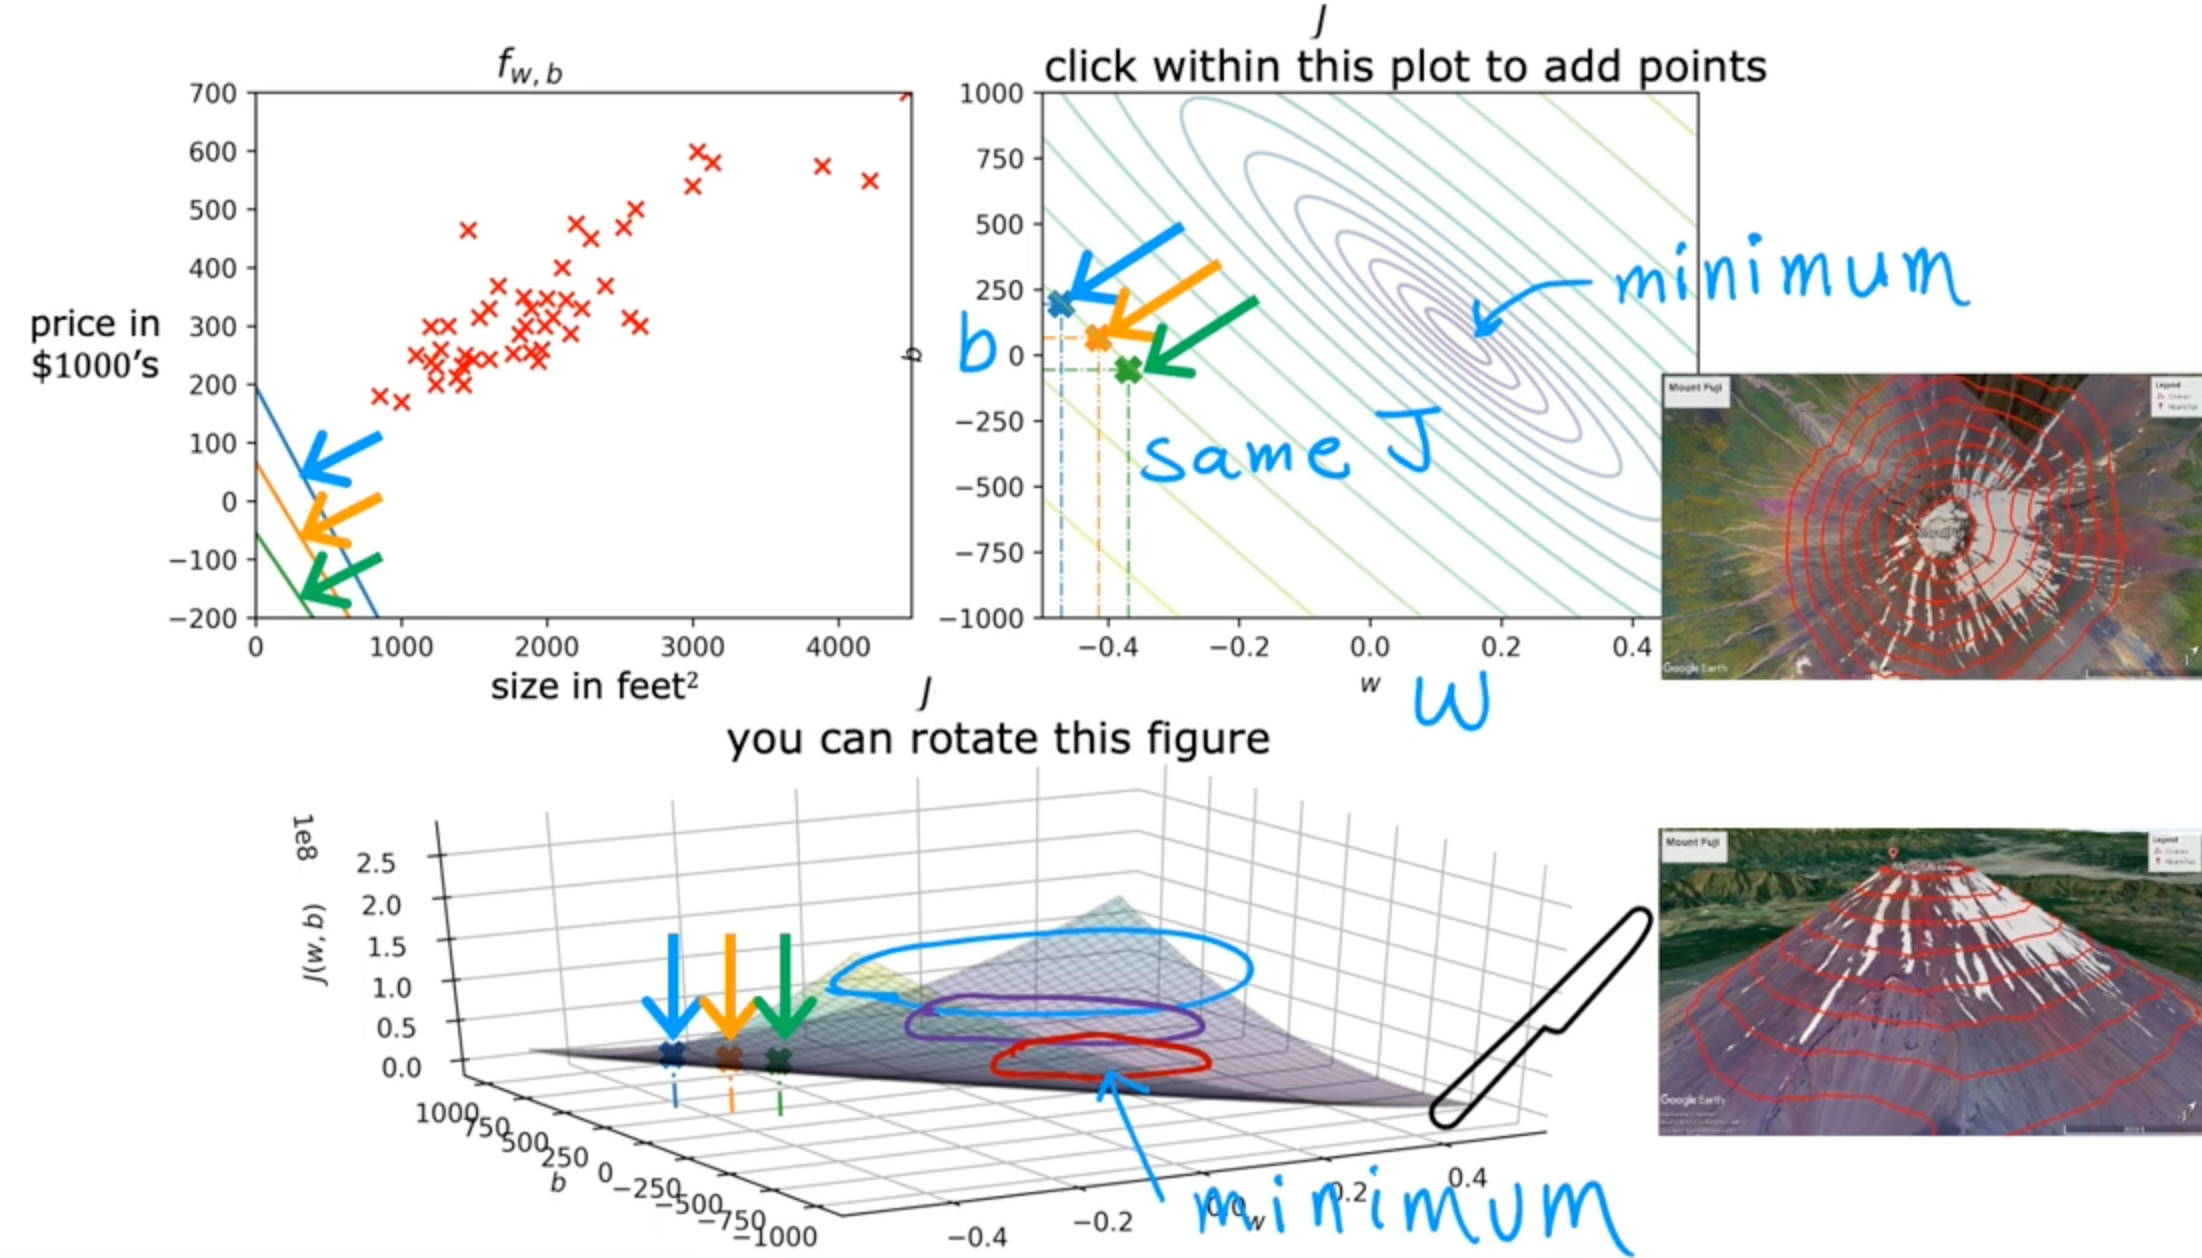 f_{w, b}
J
click within this plot to add points
700
600
500
400
300
200
100
0
−100
−200
price in
$1000's
0 1000 2000 3000 4000
size in feet²
1000
750
500
250
0
−250
−500
−750
−1000
b
b
minimum
same J
−0.4 −0.2 0.0 0.2 0.4
w
W
Mount Fuji
Legend
Google Earth
J
you can rotate this figure
1e8
J(w, b)
2.5
2.0
1.5
1.0
0.5
0.0
1000
750
500
250
0
−250
−500
−750
−1000
b
−0.4
−0.2
0.0
0.2
0.4
w
minimum
Mount Fuji
Legend
Google Earth